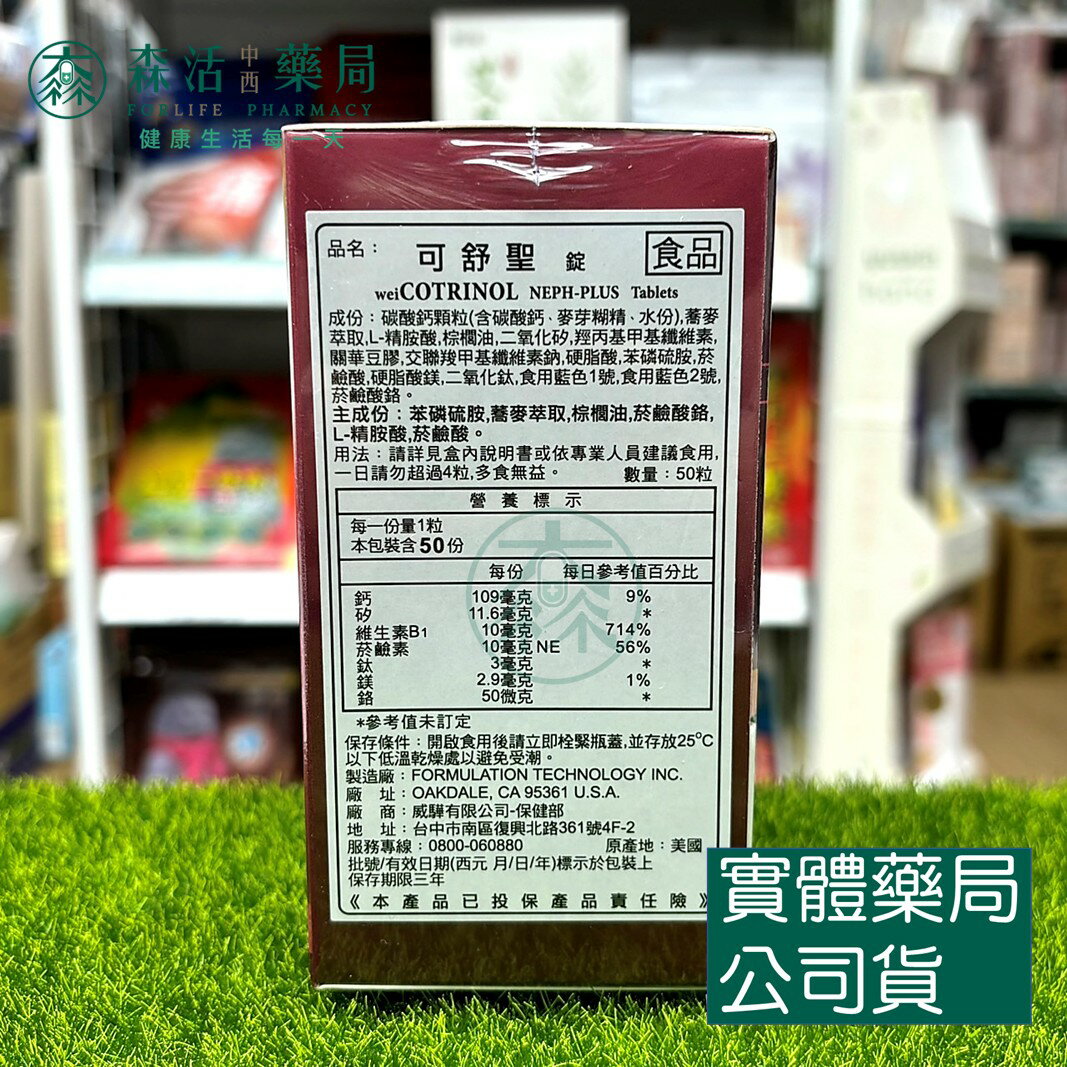 森活中西藥局
FORLIFE PHARMACY
健康生活每一天
品名： 可舒聖 錠 食品
weiCOTRINOL NEPH-PLUS Tablets
成份：碳酸鈣顆粒(含碳酸鈣、麥芽糊精、水份),蕎麥
萃取,L-精胺酸,棕櫚油,二氧化矽,羥丙基甲基纖維素,
關華豆膠,交聯羧甲基纖維素鈉,硬脂酸,苯磷硫胺,菸
鹼酸,硬脂酸鎂,二氧化鈦,食用藍色1號,食用藍色2號,
菸鹼酸鉻。
主成份：苯磷硫胺,蕎麥萃取,棕櫚油,菸鹼酸鉻,
L-精胺酸,菸鹼酸。
用法：請詳見盒內說明書或依專業人員建議食用,
一日請勿超過4粒,多食無益。 數量：50粒
營養標示
每一份量1粒
本包裝含50份
每份 每日參考值百分比
鈣 109毫克 9%
矽 11.6毫克 *
維生素B1 10毫克 714%
菸鹼素 10毫克NE 56%
鈦 3毫克 *
鎂 2.9毫克 1%
鉻 50微克 *
*參考值未訂定
保存條件：開啟食用後請立即栓緊瓶蓋,並存放25°C
以下低溫乾燥處以避免受潮。
製造廠：FORMULATION TECHNOLOGY INC.
廠 址：OAKDALE, CA 95361 U.S.A.
廠 商：威驊有限公司-保健部
地 址：台中市南區復興北路361號4F-2
服務專線：0800-060880 原產地：美國
批號/有效日期(西元 月/日/年)標示於包裝上
保存期限三年
《本產品已投保產品責任險》
實體藥局
公司貨